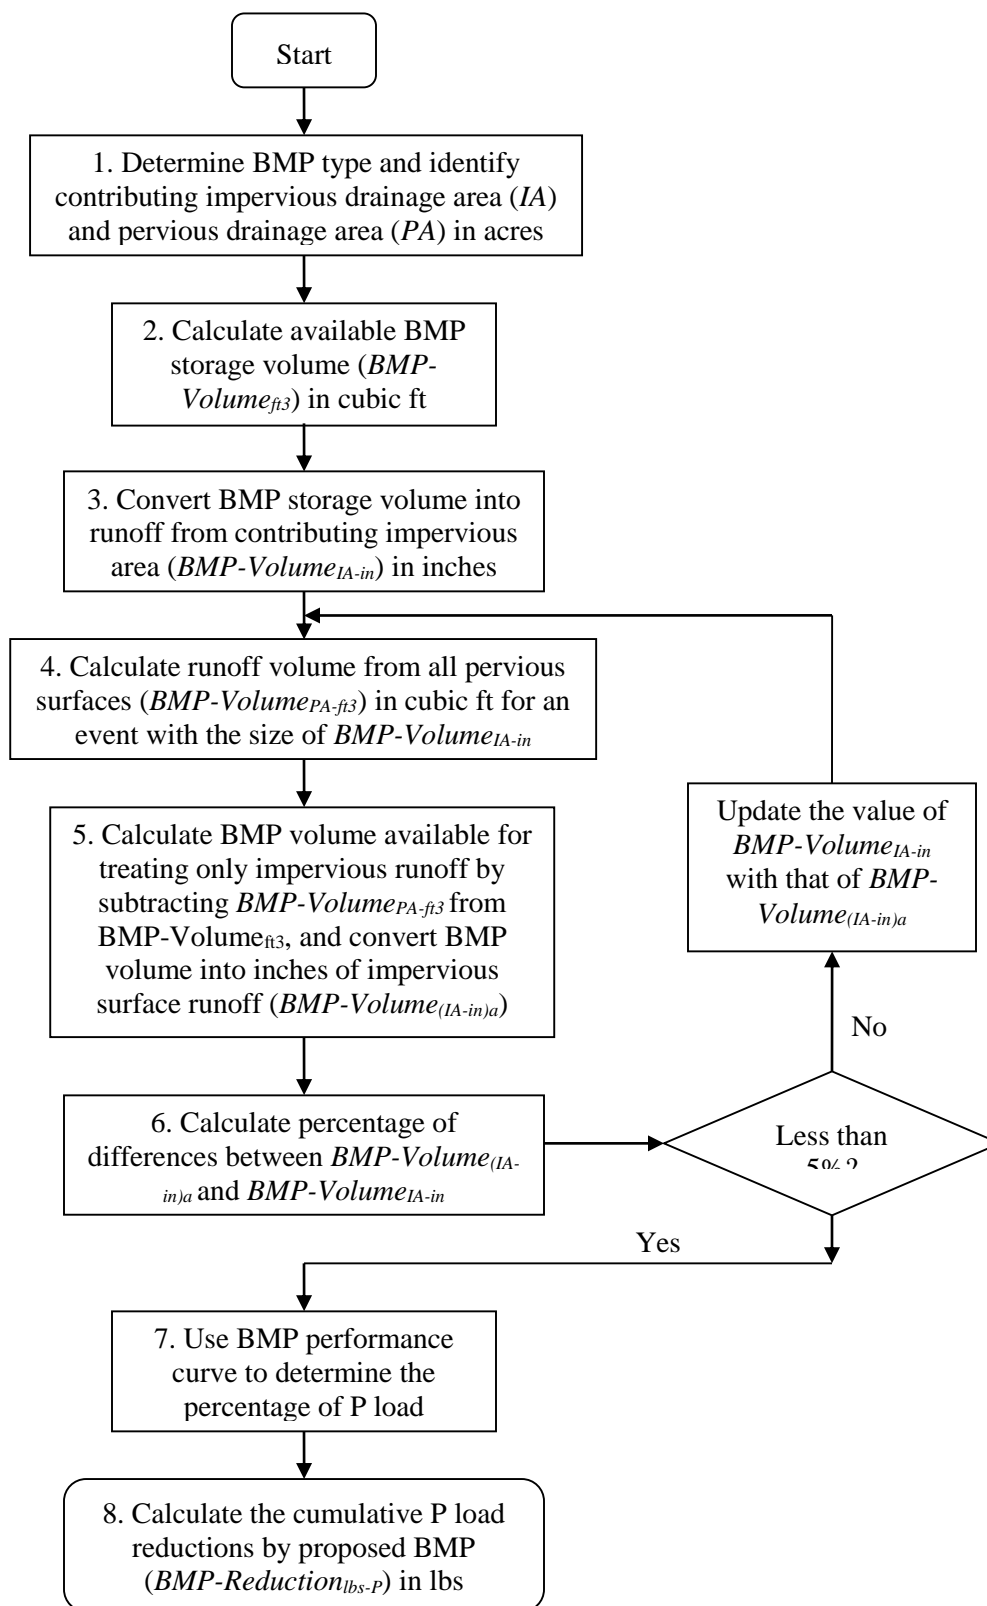 Start
1. Determine BMP type and identify
contributing impervious drainage area (IA)
and pervious drainage area (PA) in acres
2. Calculate available BMP
storage volume (BMP-
Volumeft3) in cubic ft
3. Convert BMP storage volume into
runoff from contributing impervious
area (BMP-VolumeIA-in) in inches
4. Calculate runoff volume from all pervious
surfaces (BMP-VolumePA-ft3) in cubic ft for an
event with the size of BMP-VolumeIA-in
5. Calculate BMP volume available for
treating only impervious runoff by
subtracting BMP-VolumePA-ft3 from
BMP-Volumeft3, and convert BMP
volume into inches of impervious
surface runoff (BMP-Volume(IA-in)a)
Update the value of
BMP-VolumeIA-in
with that of BMP-
Volume(IA-in)a
No
6. Calculate percentage of
differences between BMP-Volume(IA-
in)a and BMP-VolumeIA-in
Less than
5%?
Yes
7. Use BMP performance
curve to determine the
percentage of P load
8. Calculate the cumulative P load
reductions by proposed BMP
(BMP-Reductionlbs-P) in lbs